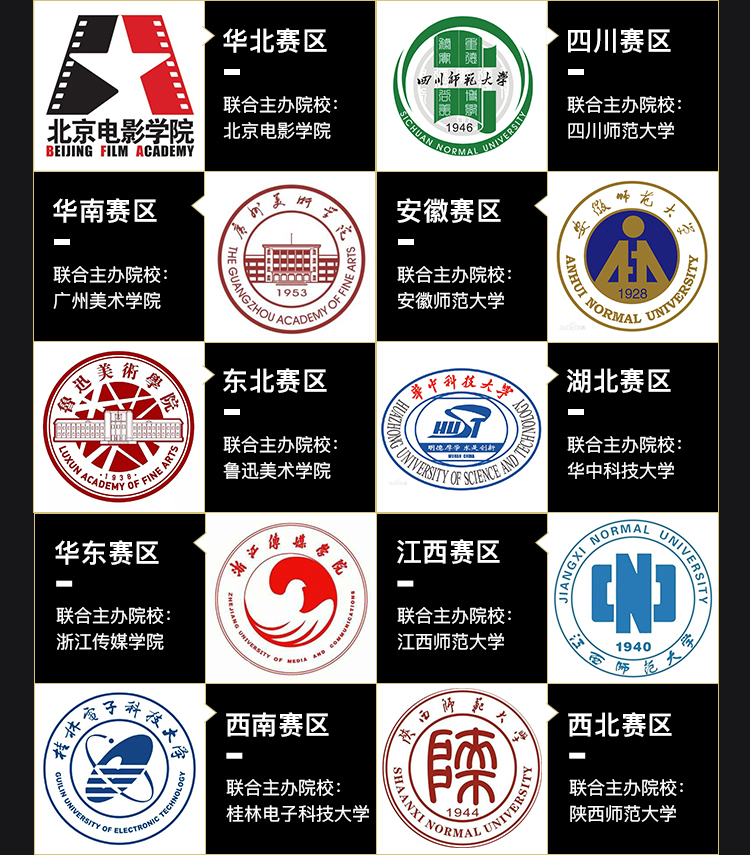 北京电影学院
BEIJING FILM ACADEMY
华北赛区
联合主办院校：
北京电影学院
四川师范大学
1946
SICHUAN NORMAL UNIVERSITY
四川赛区
联合主办院校：
四川师范大学
华南赛区
联合主办院校：
广州美术学院
广州美术学院
1953
THE GUANGZHOU ACADEMY OF FINE ARTS
安徽赛区
联合主办院校：
安徽师范大学
安徽师范大学
1928
ANHUI NORMAL UNIVERSITY
魯迅美術學院
·1938·
LUXUN ACADEMY OF FINE ARTS
东北赛区
联合主办院校：
鲁迅美术学院
华中科技大学
HUST
明德厚学 求是创新
WUHAN CHINA
HUAZHONG UNIVERSITY OF SCIENCE AND TECHNOLOGY
湖北赛区
联合主办院校：
华中科技大学
华东赛区
联合主办院校：
浙江传媒学院
浙江傳媒學院
ZHEJIANG UNIVERSITY OF MEDIA AND COMMUNICATIONS
江西赛区
联合主办院校：
江西师范大学
JIANGXI NORMAL UNIVERSITY
1940
江西师范大学
桂林電子科技大学
GUILIN UNIVERSITY OF ELECTRONIC TECHNOLOGY
西南赛区
联合主办院校：
桂林电子科技大学
陕西师范大学
1944
SHAANXI NORMAL UNIVERSITY
西北赛区
联合主办院校：
陕西师范大学